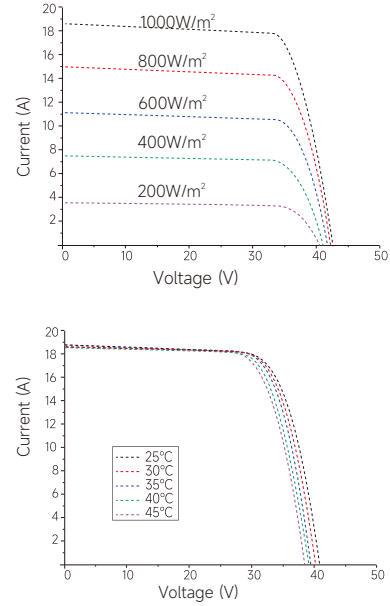 20
18
16
14
12
10
8
6
4
2
1000W/m²
800W/m²
600W/m²
400W/m²
200W/m²
Current (A)
0 10 20 30 40 50
Voltage (V)
20
18
16
14
12
10
8
6
4
2
Current (A)
25°C
30°C
35°C
40°C
45°C
0 10 20 30 40 50
Voltage (V)